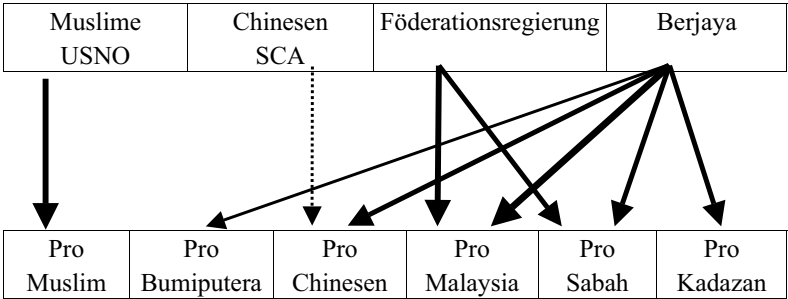 Muslime Chinesen Föderationsregierung Berjaya
USNO SCA
Pro Pro Pro Pro Pro Pro
Muslim Bumiputera Chinesen Malaysia Sabah Kadazan